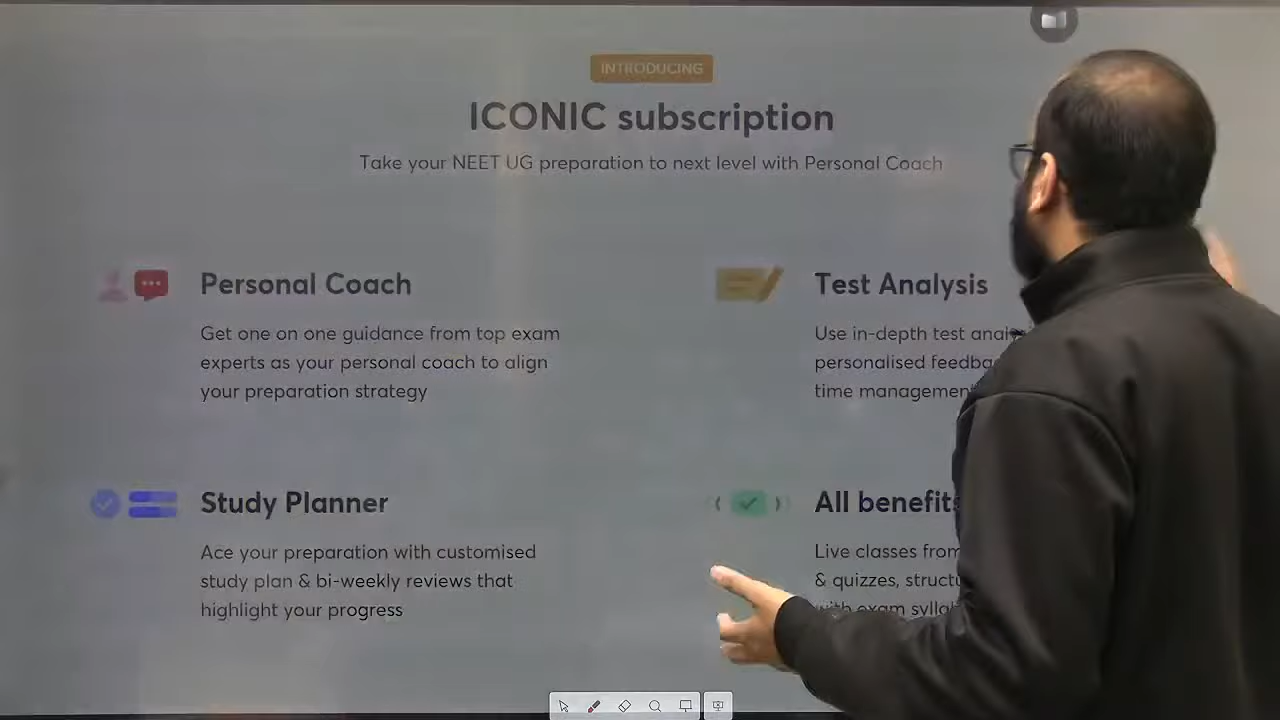 INTRODUCING
ICONIC subscription
Take your NEET UG preparation to next level with Personal Coach
Personal Coach
Get one on one guidance from top exam
experts as your personal coach to align
your preparation strategy
Test Analysis
Use in-depth test
personalised
time
Study Planner
Ace your preparation with customised
study plan & bi-weekly reviews that
highlight your progress
All benefits
Live classes from
& quizzes,
with exam